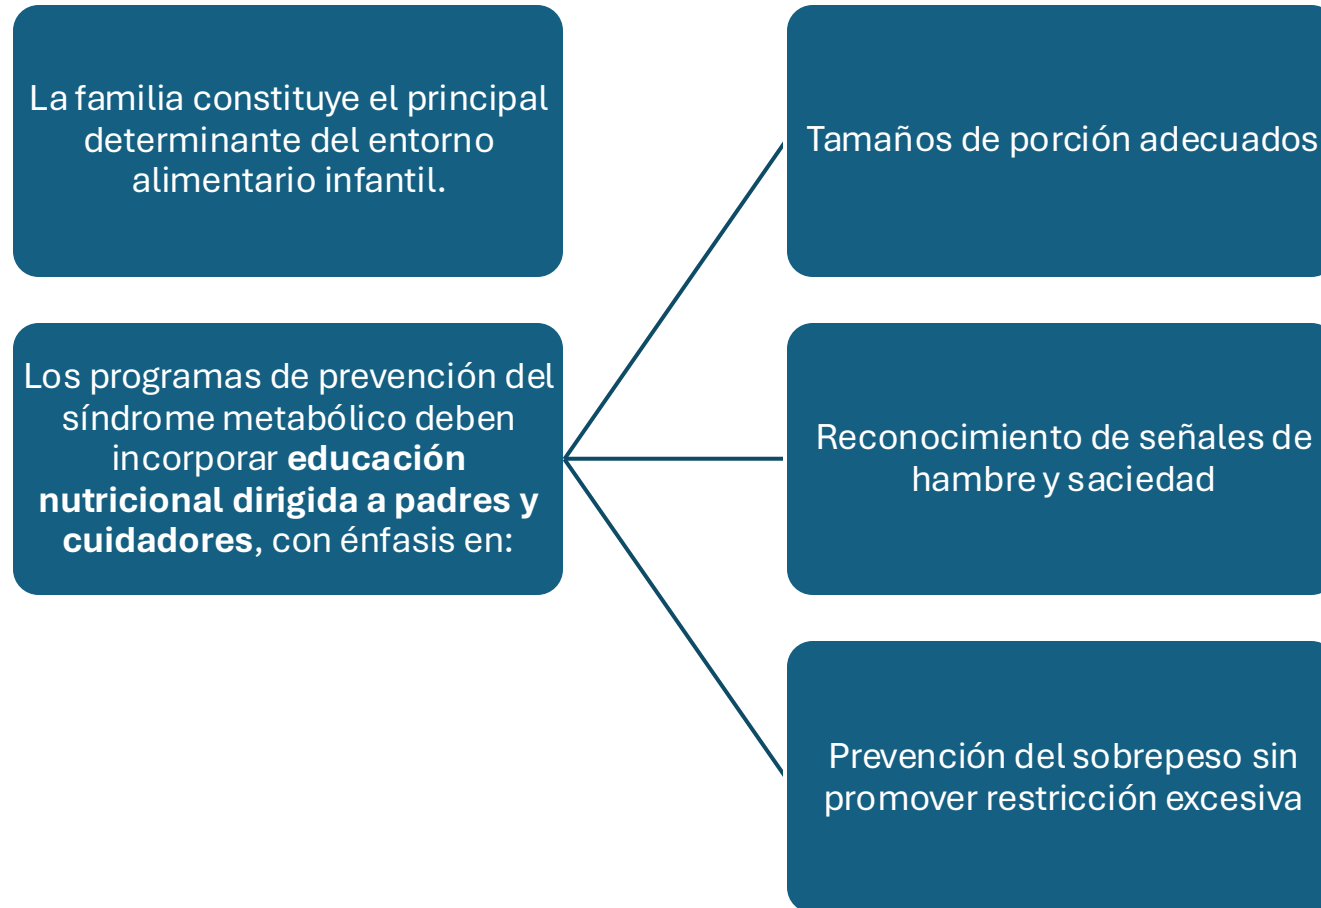 La familia constituye el principal
determinante del entorno
alimentario infantil.
Los programas de prevención del
síndrome metabólico deben
incorporar educación
nutricional dirigida a padres y
cuidadores, con énfasis en:
Tamaños de porción adecuados
Reconocimiento de señales de
hambre y saciedad
Prevención del sobrepeso sin
promover restricción excesiva